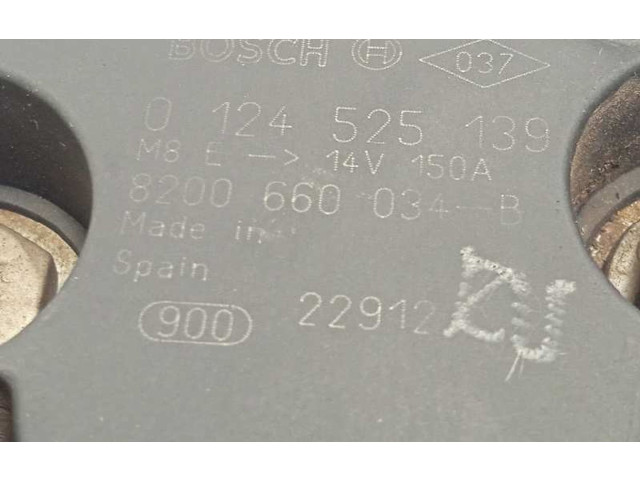 BOSCH 037
0 124 525 139
M8 E --> 14V 150A
8200 660 034--B
Made in
Spain
900 22912